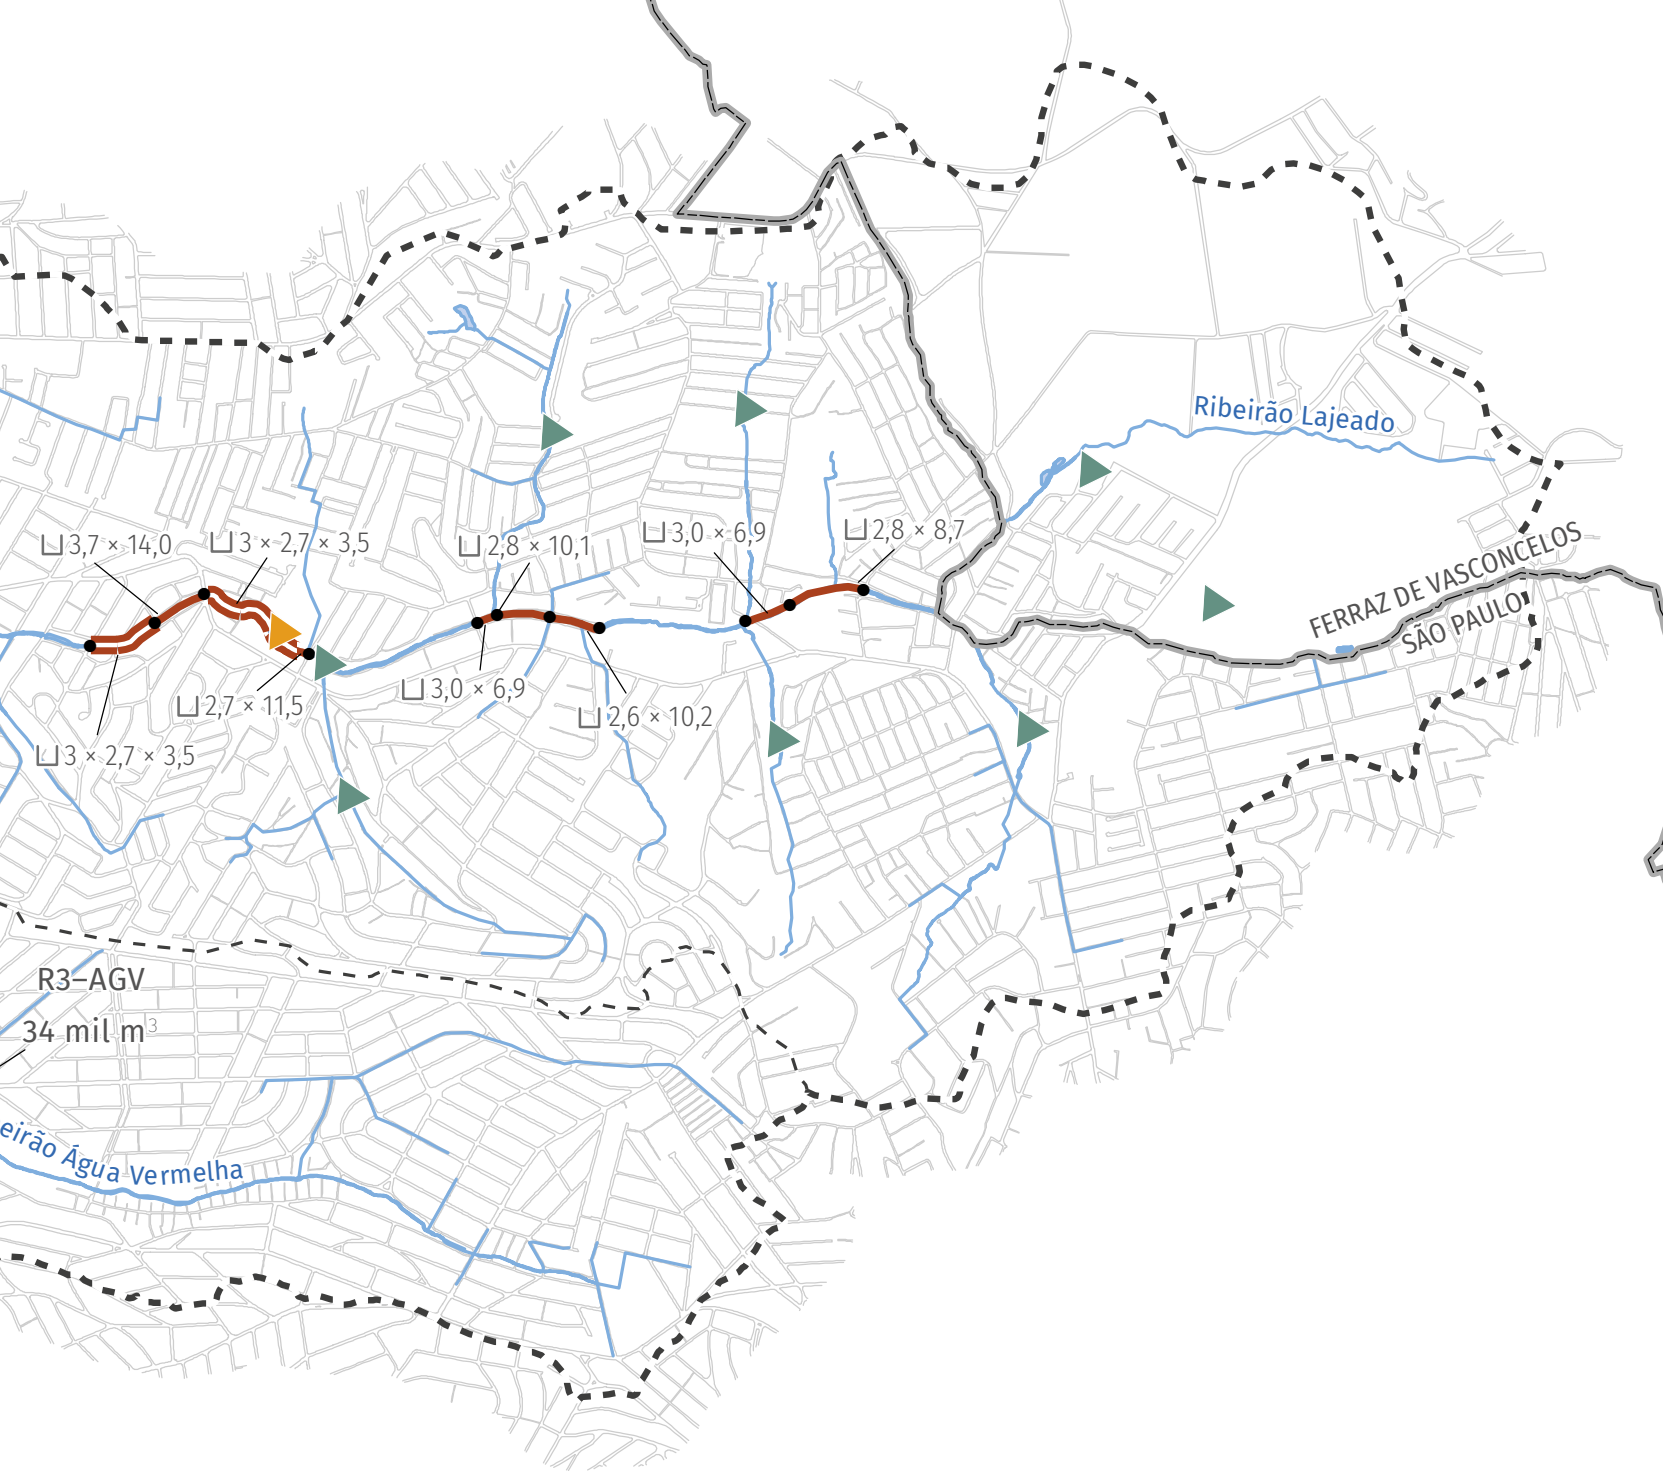 Ribeirão Lajeado
3,7 × 14,0
3 × 2,7 × 3,5
2,8 × 10,1
3,0 × 6,9
2,8 × 8,7
FERRAZ DE VASCONCELOS
SÃO PAULO
2,7 × 11,5
3,0 × 6,9
2,6 × 10,2
3 × 2,7 × 3,5
R3–AGV
34 mil m³
eirão Água Vermelha